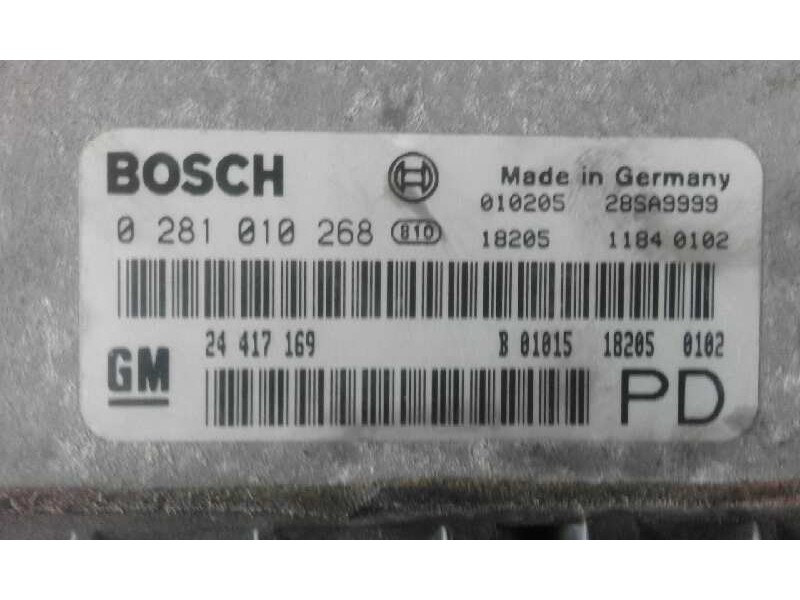 BOSCH Made in Germany
010205 28SA9999
0 281 010 268 810 18205 1184 0102
24 417 169 B 01015 18205 0102
GM PD